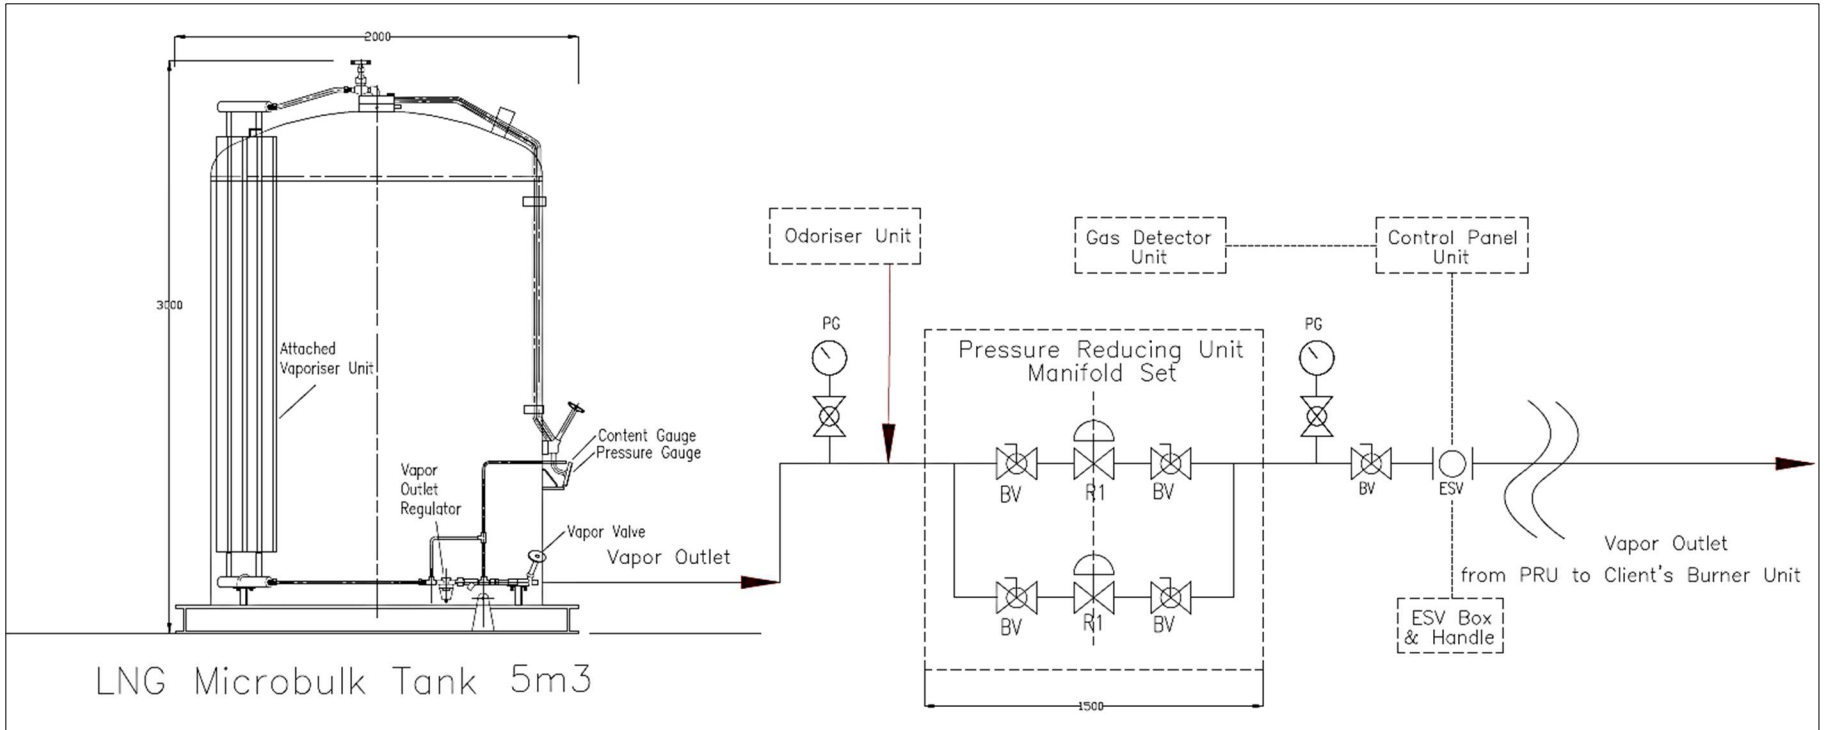 2000
3000
Attached
Vaporiser Unit
Content Gauge
Pressure Gauge
Vapor
Outlet
Regulator
Vapor Valve
Vapor Outlet
LNG Microbulk Tank 5m3
Odoriser Unit
Gas Detector
Unit
Control Panel
Unit
PG
PG
Pressure Reducing Unit
Manifold Set
BV
R1
BV
BV
ESV
BV
R1
BV
1500
Vapor Outlet
from PRU to Client's Burner Unit
ESV Box
& Handle